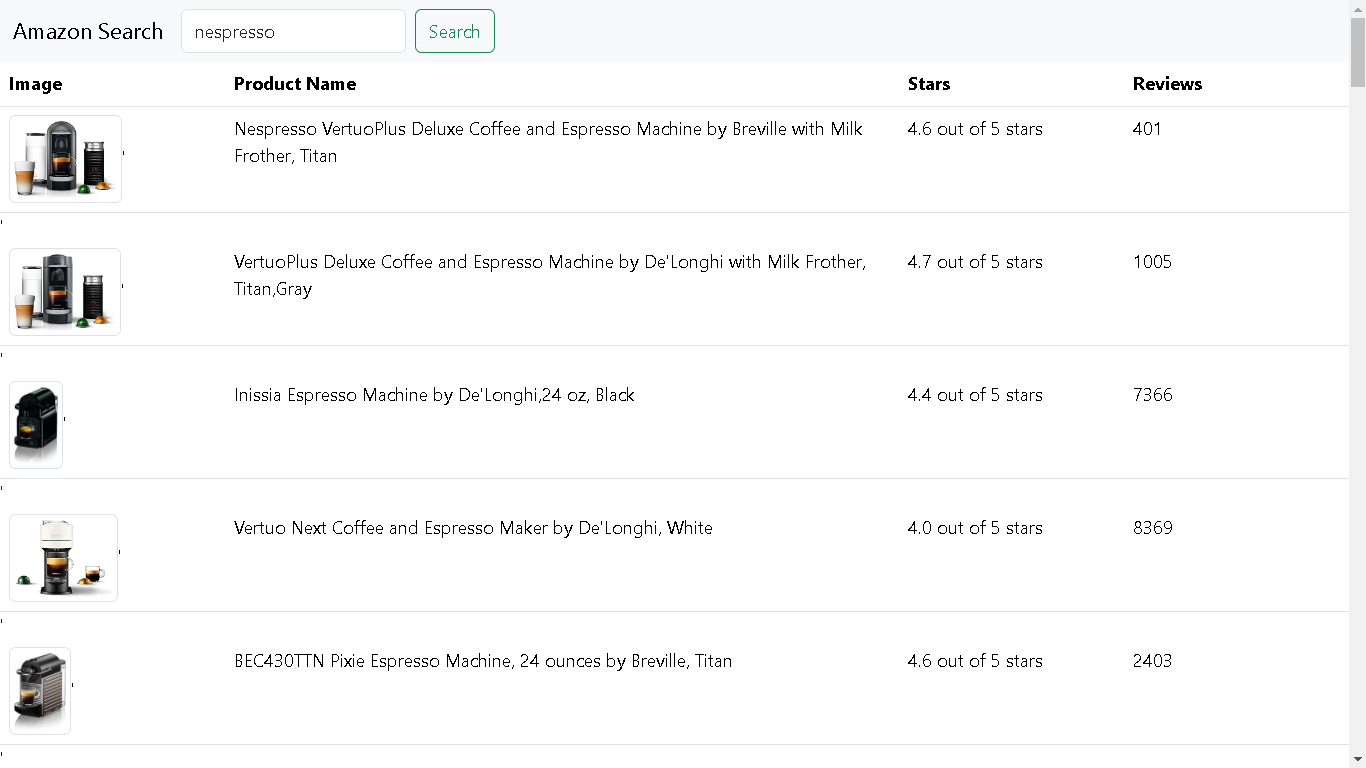 Amazon Search nespresso Search
Image Product Name Stars Reviews
Nespresso VertuoPlus Deluxe Coffee and Espresso Machine by Breville with Milk 4.6 out of 5 stars 401
Frother, Titan
'
'
VertuoPlus Deluxe Coffee and Espresso Machine by De'Longhi with Milk Frother, 4.7 out of 5 stars 1005
Titan,Gray
'
'
Inissia Espresso Machine by De'Longhi,24 oz, Black 4.4 out of 5 stars 7366
'
'
Vertuo Next Coffee and Espresso Maker by De'Longhi, White 4.0 out of 5 stars 8369
'
'
BEC430TTN Pixie Espresso Machine, 24 ounces by Breville, Titan 4.6 out of 5 stars 2403
'
'